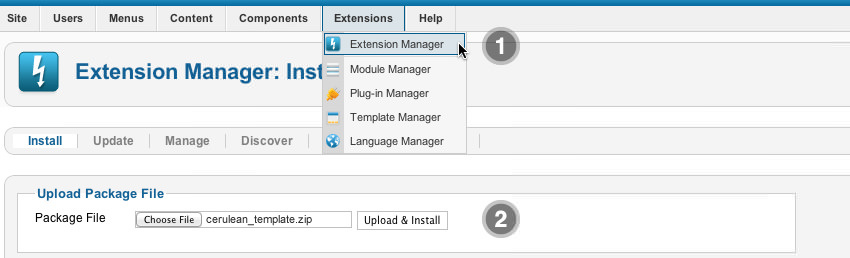 Site Users Menus Content Components Extensions Help
Extension Manager 1
Extension Manager: Inst
Module Manager
Plug-in Manager
Template Manager
Install Update Manage Discover Language Manager
Upload Package File
Package File Choose File cerulean_template.zip Upload & Install 2